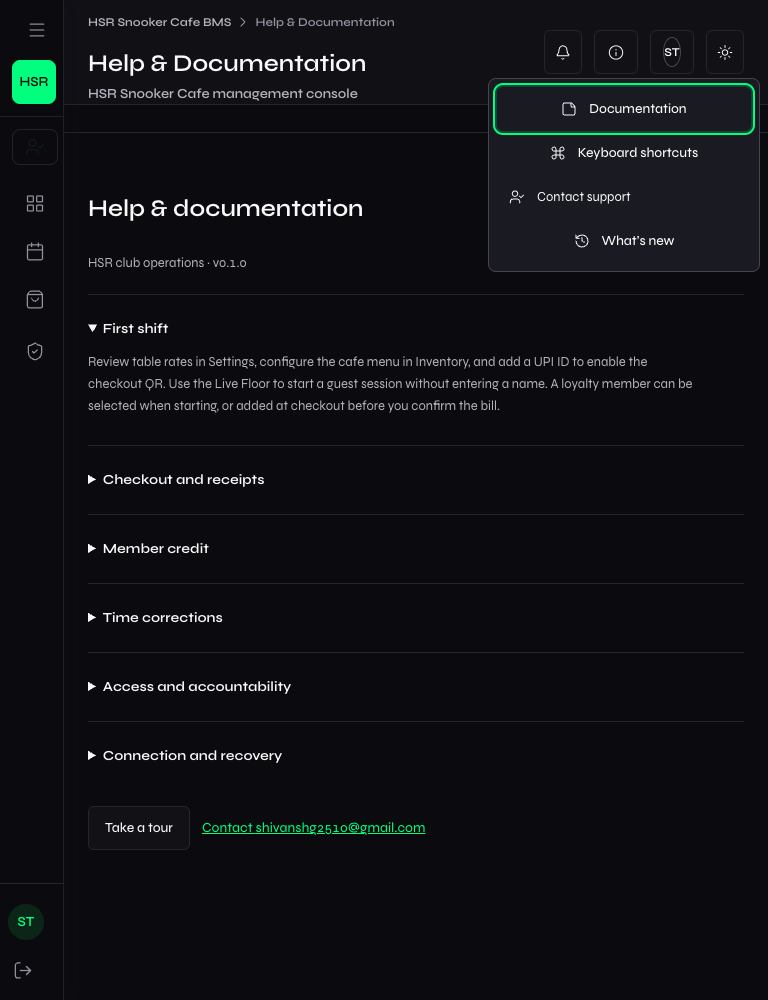 HSR Snooker Cafe BMS
Help & Documentation
Help & Documentation
HSR Snooker Cafe management console
ST
HSR
Documentation
Keyboard shortcuts
Contact support
What's new
Help & documentation
HSR club operations · v0.1.0
First shift
Review table rates in Settings, configure the cafe menu in Inventory, and add a UPI ID to enable the
checkout QR. Use the Live Floor to start a guest session without entering a name. A loyalty member can be
selected when starting, or added at checkout before you confirm the bill.
Checkout and receipts
Member credit
Time corrections
Access and accountability
Connection and recovery
Take a tour
Contact shivanshg2510@gmail.com
ST